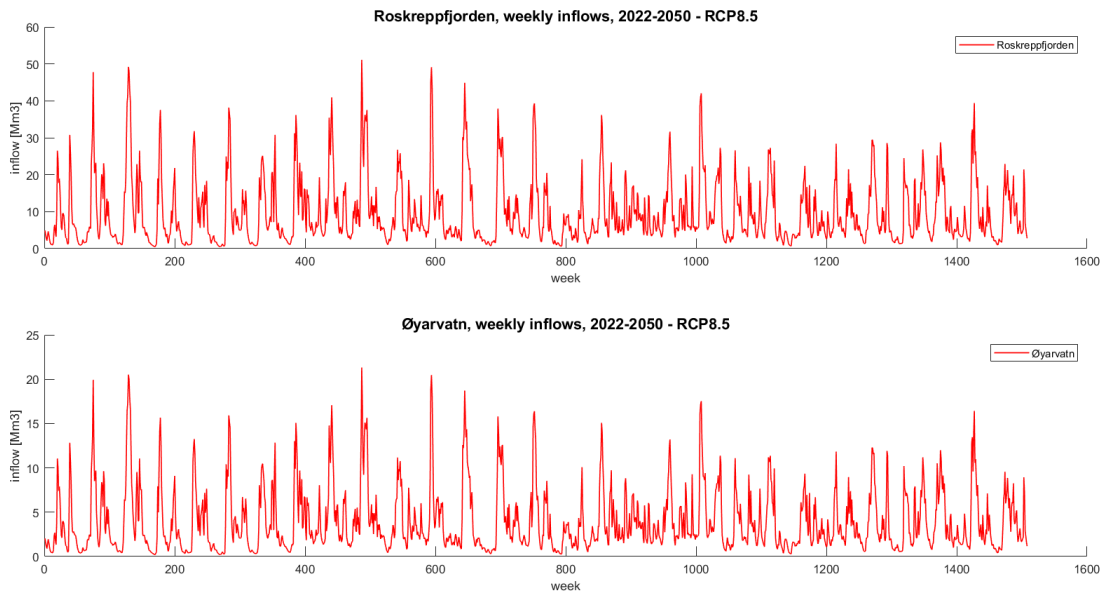 Roskreppfjorden, weekly inflows, 2022-2050 - RCP8.5
60
50
40
30
20
10
0
inflow [Mm3]
Roskreppfjorden
0 200 400 600 800 1000 1200 1400 1600
week
Øyarvatn, weekly inflows, 2022-2050 - RCP8.5
25
20
15
10
5
0
inflow [Mm3]
Øyarvatn
0 200 400 600 800 1000 1200 1400 1600
week